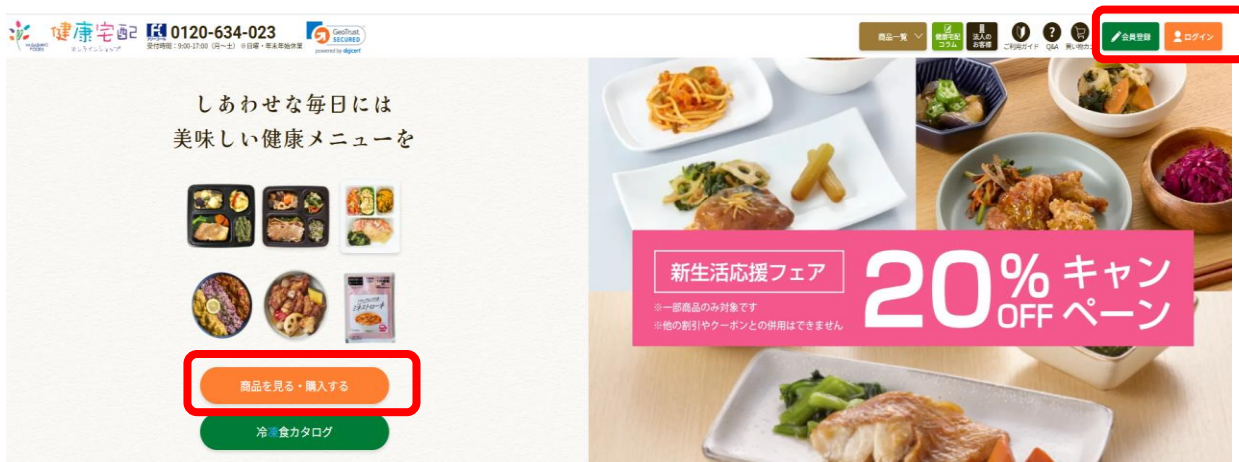 健康宅配
オンラインショップ
0120-634-023
受付時間：9:00-17:00（月～土）※日曜・年末年始休業
GeoTrust
SECURED
powered by digicert
商品一覧
健康宅配
コラム
法人の
お客様
ご利用ガイド
Q&A
会員登録
ログイン
しあわせな毎日には
美味しい健康メニューを
商品を見る・購入する
冷凍食カタログ
新生活応援フェア
※一部商品のみ対象です
※他の割引やクーポンとの併用はできません
20%OFFキャンペーン